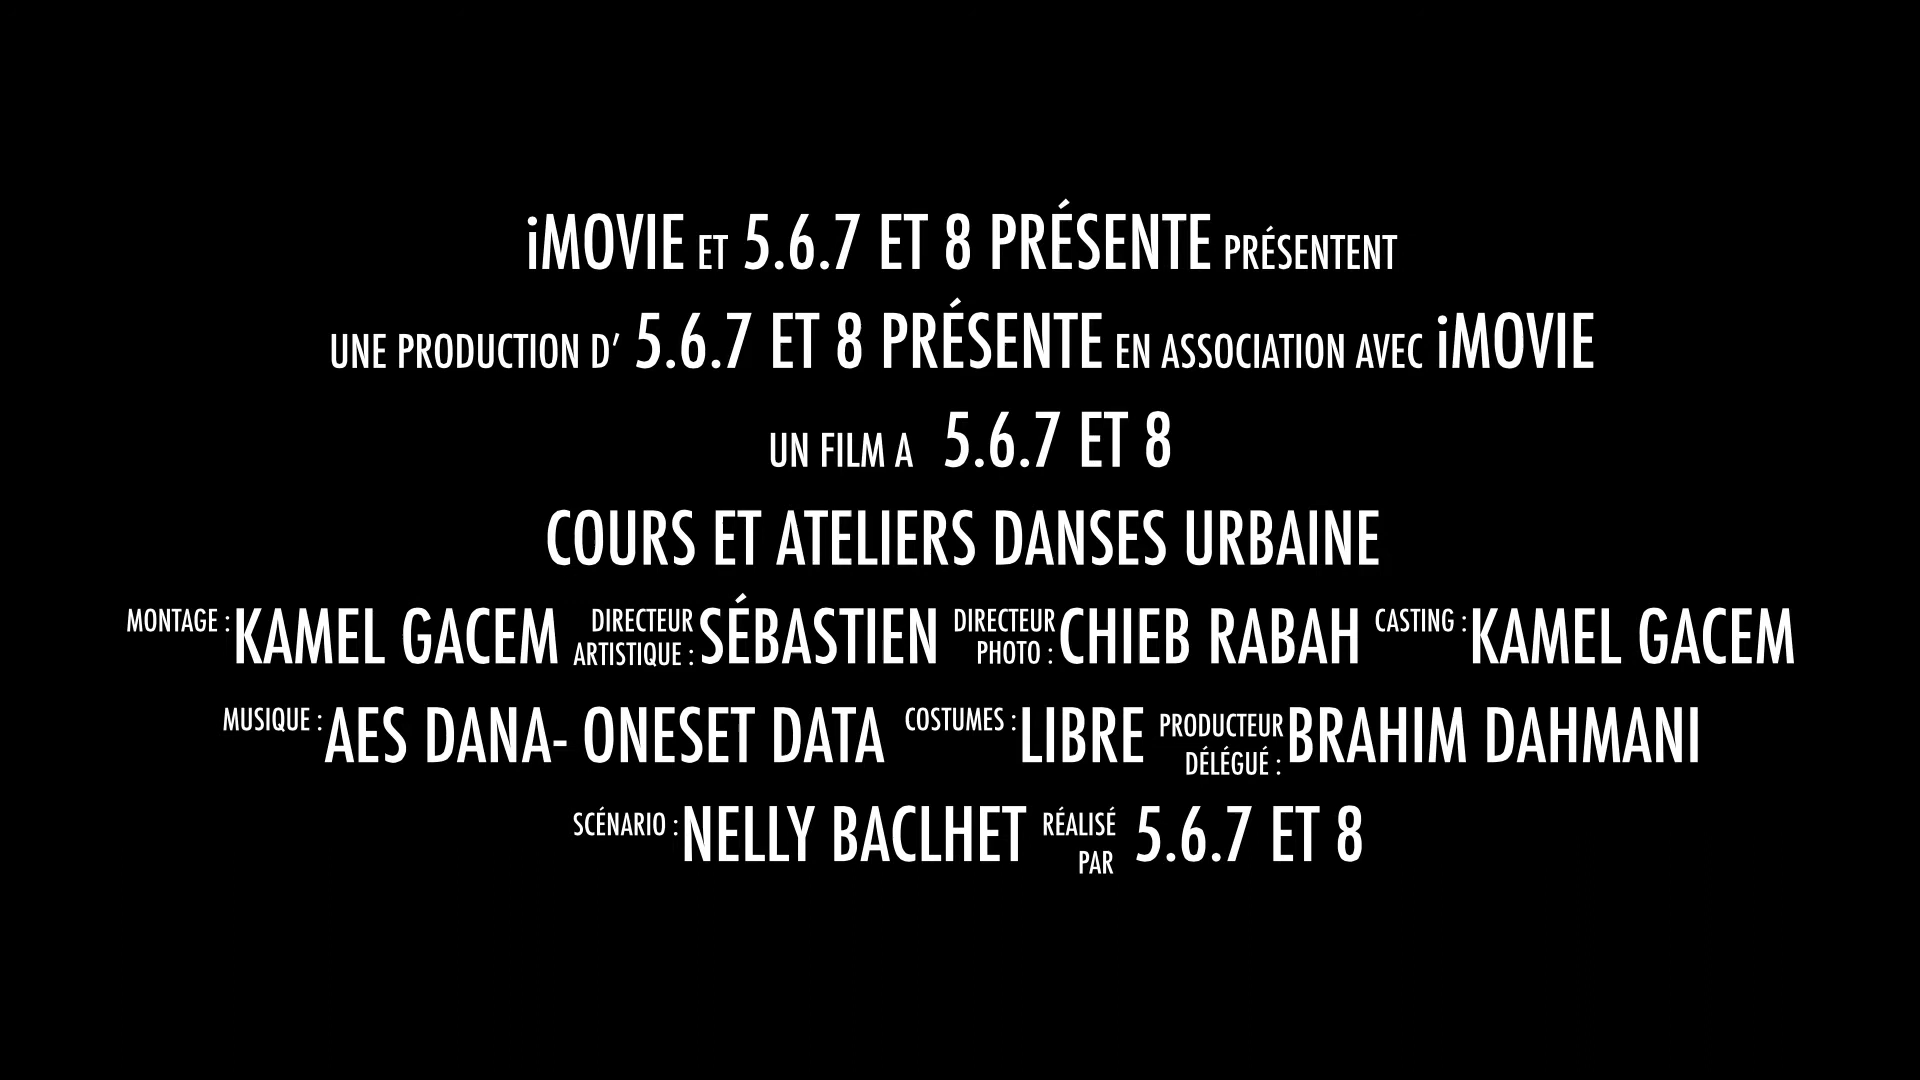 iMOVIE ET 5.6.7 ET 8 PRÉSENTE PRÉSENTENT
UNE PRODUCTION D’ 5.6.7 ET 8 PRÉSENTE EN ASSOCIATION AVEC iMOVIE
UN FILM A 5.6.7 ET 8
COURS ET ATELIERS DANSES URBAINE
MONTAGE : KAMEL GACEM DIRECTEUR ARTISTIQUE : SÉBASTIEN DIRECTEUR PHOTO : CHIEB RABAH CASTING : KAMEL GACEM
MUSIQUE : AES DANA- ONESET DATA COSTUMES : LIBRE PRODUCTEUR DÉLÉGUÉ : BRAHIM DAHMANI
SCÉNARIO : NELLY BACLHET RÉALISÉ PAR 5.6.7 ET 8